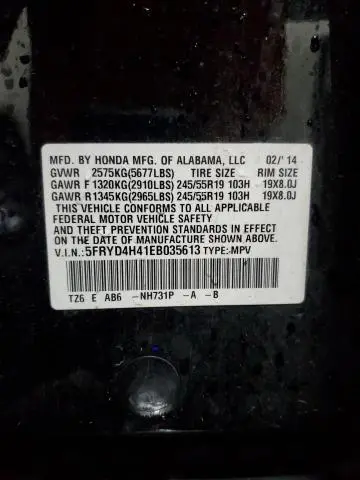 MFD. BY HONDA MFG. OF ALABAMA, LLC 02/'14
GVWR 2575KG(5677LBS) TIRE SIZE RIM SIZE
GAWR F 1320KG(2910LBS) 245/55R19 103H 19X8.0J
GAWR R1345KG(2965LBS) 245/55R19 103H 19X8.0J
THIS VEHICLE CONFORMS TO ALL APPLICABLE
FEDERAL MOTOR VEHICLE SAFETY
AND THEFT PREVENTION STANDARDS IN
EFFECT ON THE DATE OF MANUFACTURE
V.I.N.: 5FRYD4H41EB035613 TYPE:MPV
TZ6 E AB6 -NH731P -A -B